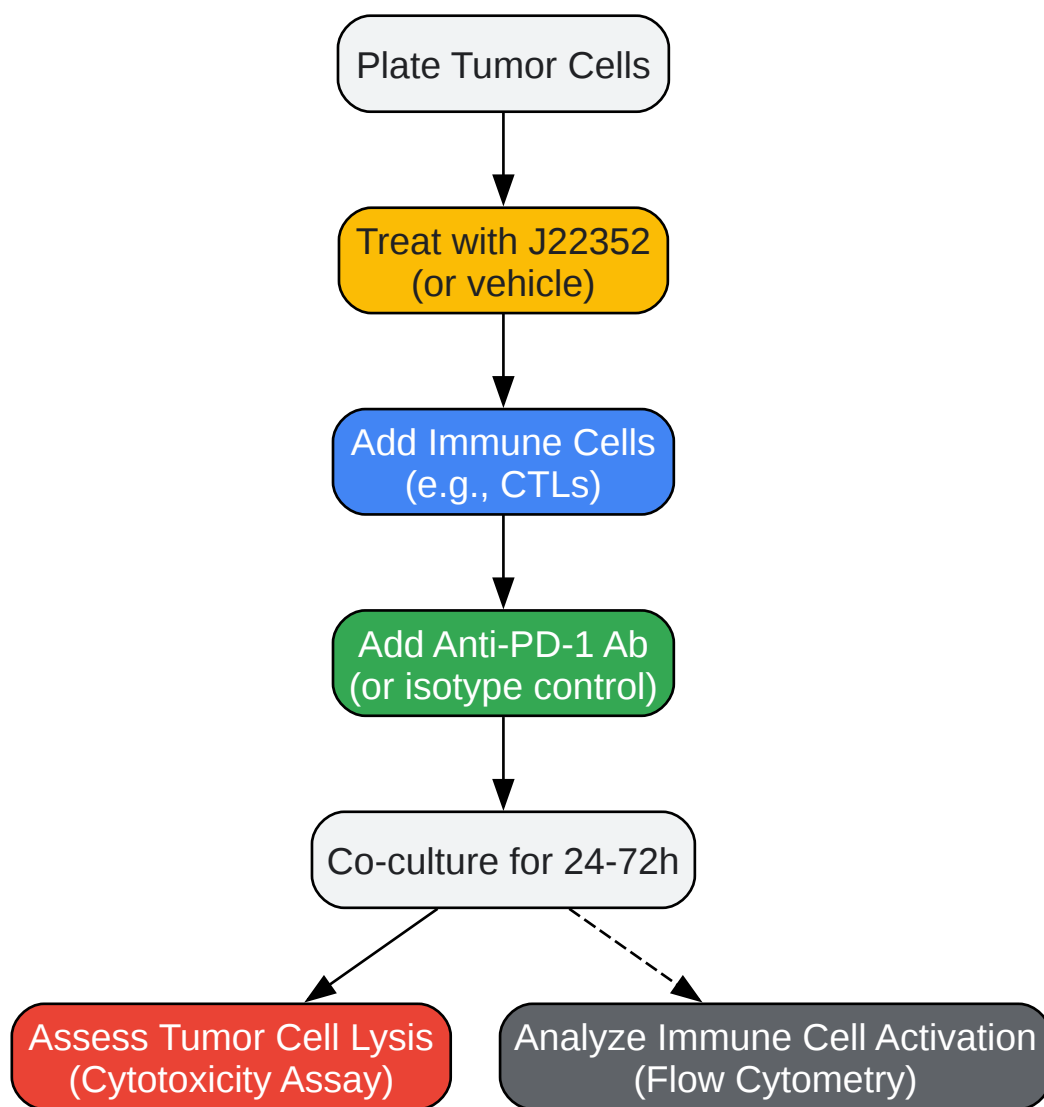 Plate Tumor Cells
Treat with J22352
(or vehicle)
Add Immune Cells
(e.g., CTLs)
Add Anti-PD-1 Ab
(or isotype control)
Co-culture for 24-72h
Assess Tumor Cell Lysis
(Cytotoxicity Assay)
Analyze Immune Cell Activation
(Flow Cytometry)